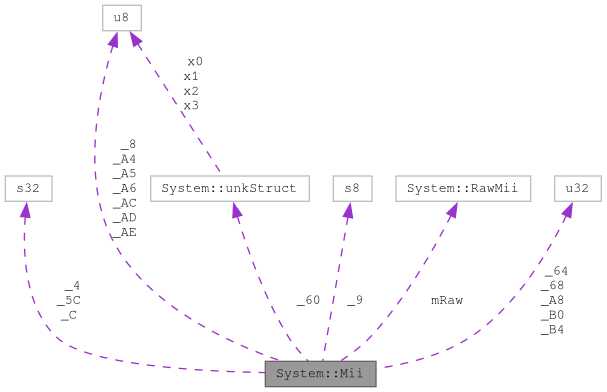 u8
x0
x1
x2
x3
_8
_A4
_A5
_A6
_AC
_AD
_AE
s32
System::unkStruct
s8
System::RawMii
u32
_4
_5C
_C
_60
_9
mRaw
_64
_68
_A8
_B0
_B4
System::Mii